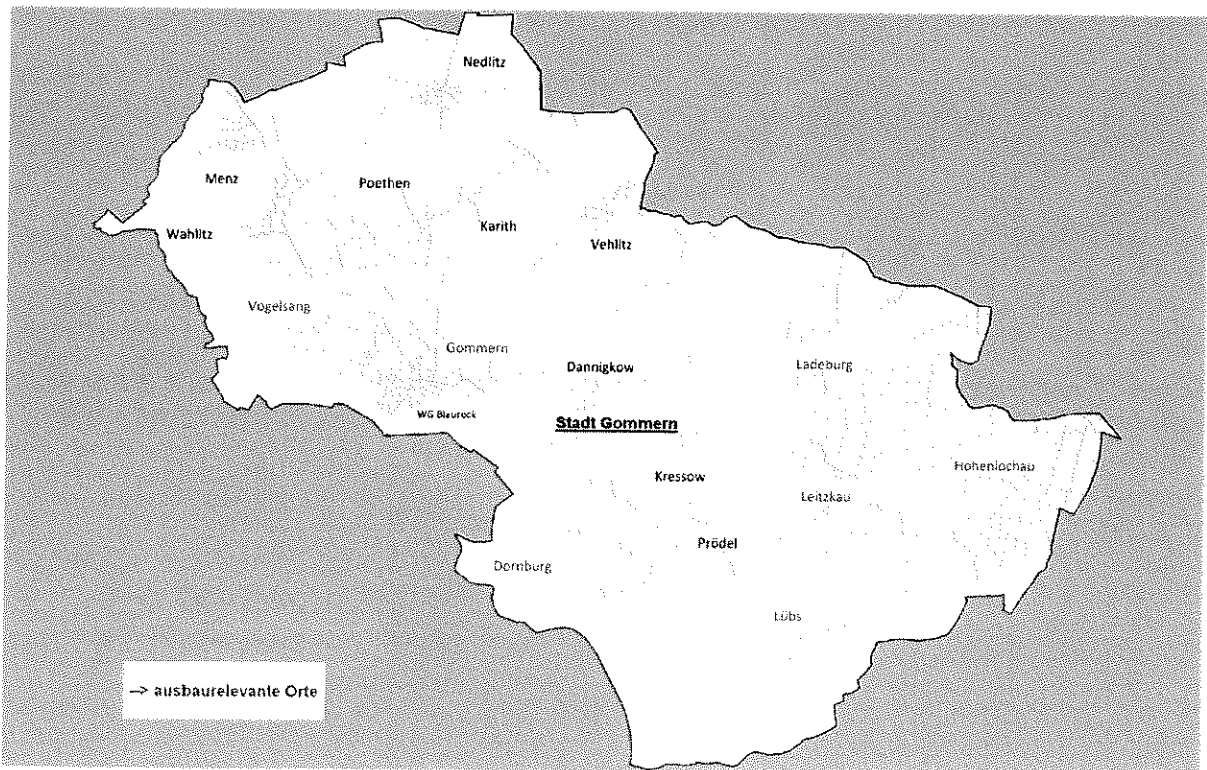 Nedlitz
Menz
Poethen
Wahlitz
Karith
Vehlitz
Vogelsang
Gommern
Dannigkow
Ladeburg
WG Blaurock
Stadt Gommern
Kressow
Hohenlochau
Leitzkau
Prödel
Dornburg
Lübs
--> ausbaurelevante Orte